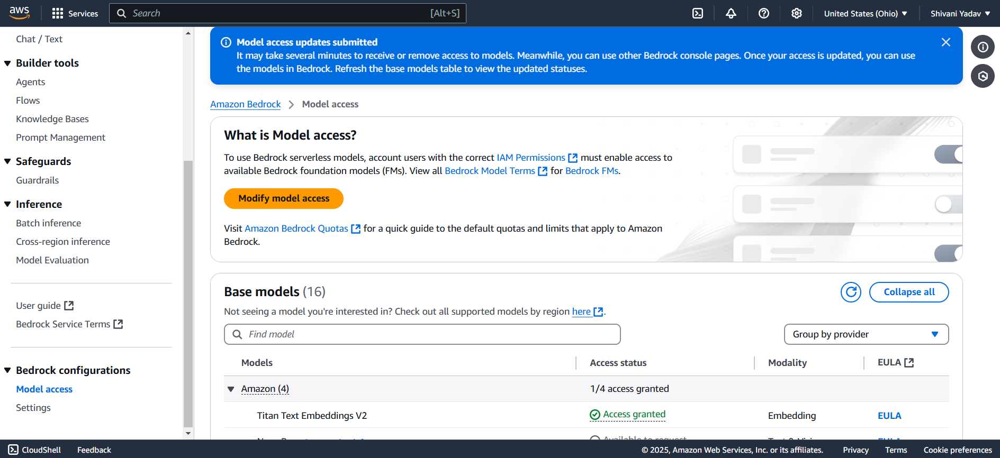 aws
Services
Search
[Alt+S]
United States (Ohio)
Shivani Yadav
Chat / Text
Builder tools
Agents
Flows
Knowledge Bases
Prompt Management
Safeguards
Guardrails
Inference
Batch inference
Cross-region inference
Model Evaluation
User guide
Bedrock Service Terms
Bedrock configurations
Model access
Settings
Model access updates submitted
It may take several minutes to receive or remove access to models. Meanwhile, you can use other Bedrock console pages. Once your access is updated, you can use
the models in Bedrock. Refresh the base models table to view the updated statuses.
Amazon Bedrock
Model access
What is Model access?
To use Bedrock serverless models, account users with the correct IAM Permissions must enable access to
available Bedrock foundation models (FMs). View all Bedrock Model Terms for Bedrock FMs.
Modify model access
Visit Amazon Bedrock Quotas for a quick guide to the default quotas and limits that apply to Amazon
Bedrock.
Base models (16)
Collapse all
Not seeing a model you're interested in? Check out all supported models by region here.
Find model
Group by provider
Models
Access status
Modality
EULA
Amazon (4)
1/4 access granted
Titan Text Embeddings V2
Access granted
Embedding
EULA
Available to request
CloudShell
Feedback
© 2025, Amazon Web Services, Inc. or its affiliates.
Privacy
Terms
Cookie preferences